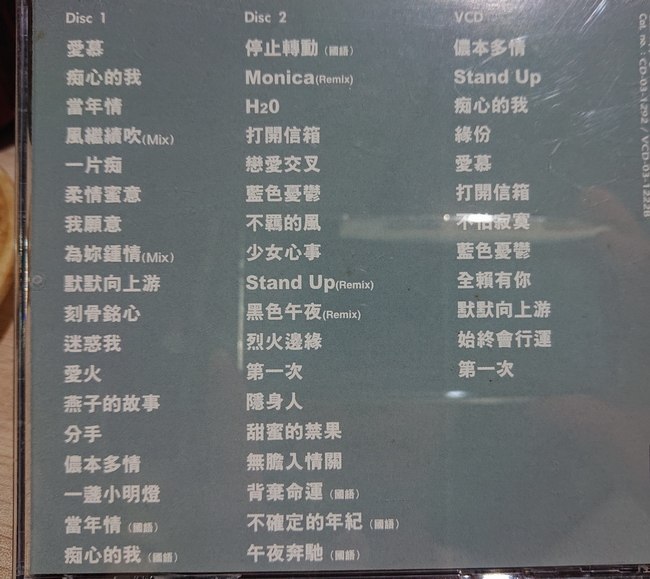 Disc 1
愛慕
痴心的我
當年情
風繼續吹(Mix)
一片痴
柔情蜜意
我願意
為妳鍾情(Mix)
默默向上游
刻骨銘心
迷惑我
愛火
燕子的故事
分手
儂本多情
一盞小明燈
當年情(國語)
痴心的我(國語)
Disc 2
停止轉動(國語)
Monica(Remix)
H2O
打開信箱
戀愛交叉
藍色憂鬱
不羈的風
少女心事
Stand Up(Remix)
黑色午夜(Remix)
烈火邊緣
第一次
隱身人
甜蜜的禁果
無膽入情關
背棄命運(國語)
不確定的年紀(國語)
午夜奔馳(國語)
VCD
儂本多情
Stand Up
痴心的我
緣份
愛慕
打開信箱
不怕寂寞
藍色憂鬱
全賴有你
默默向上游
始終會行運
第一次
Cat. no.: CD-03-1292 / VCD-03